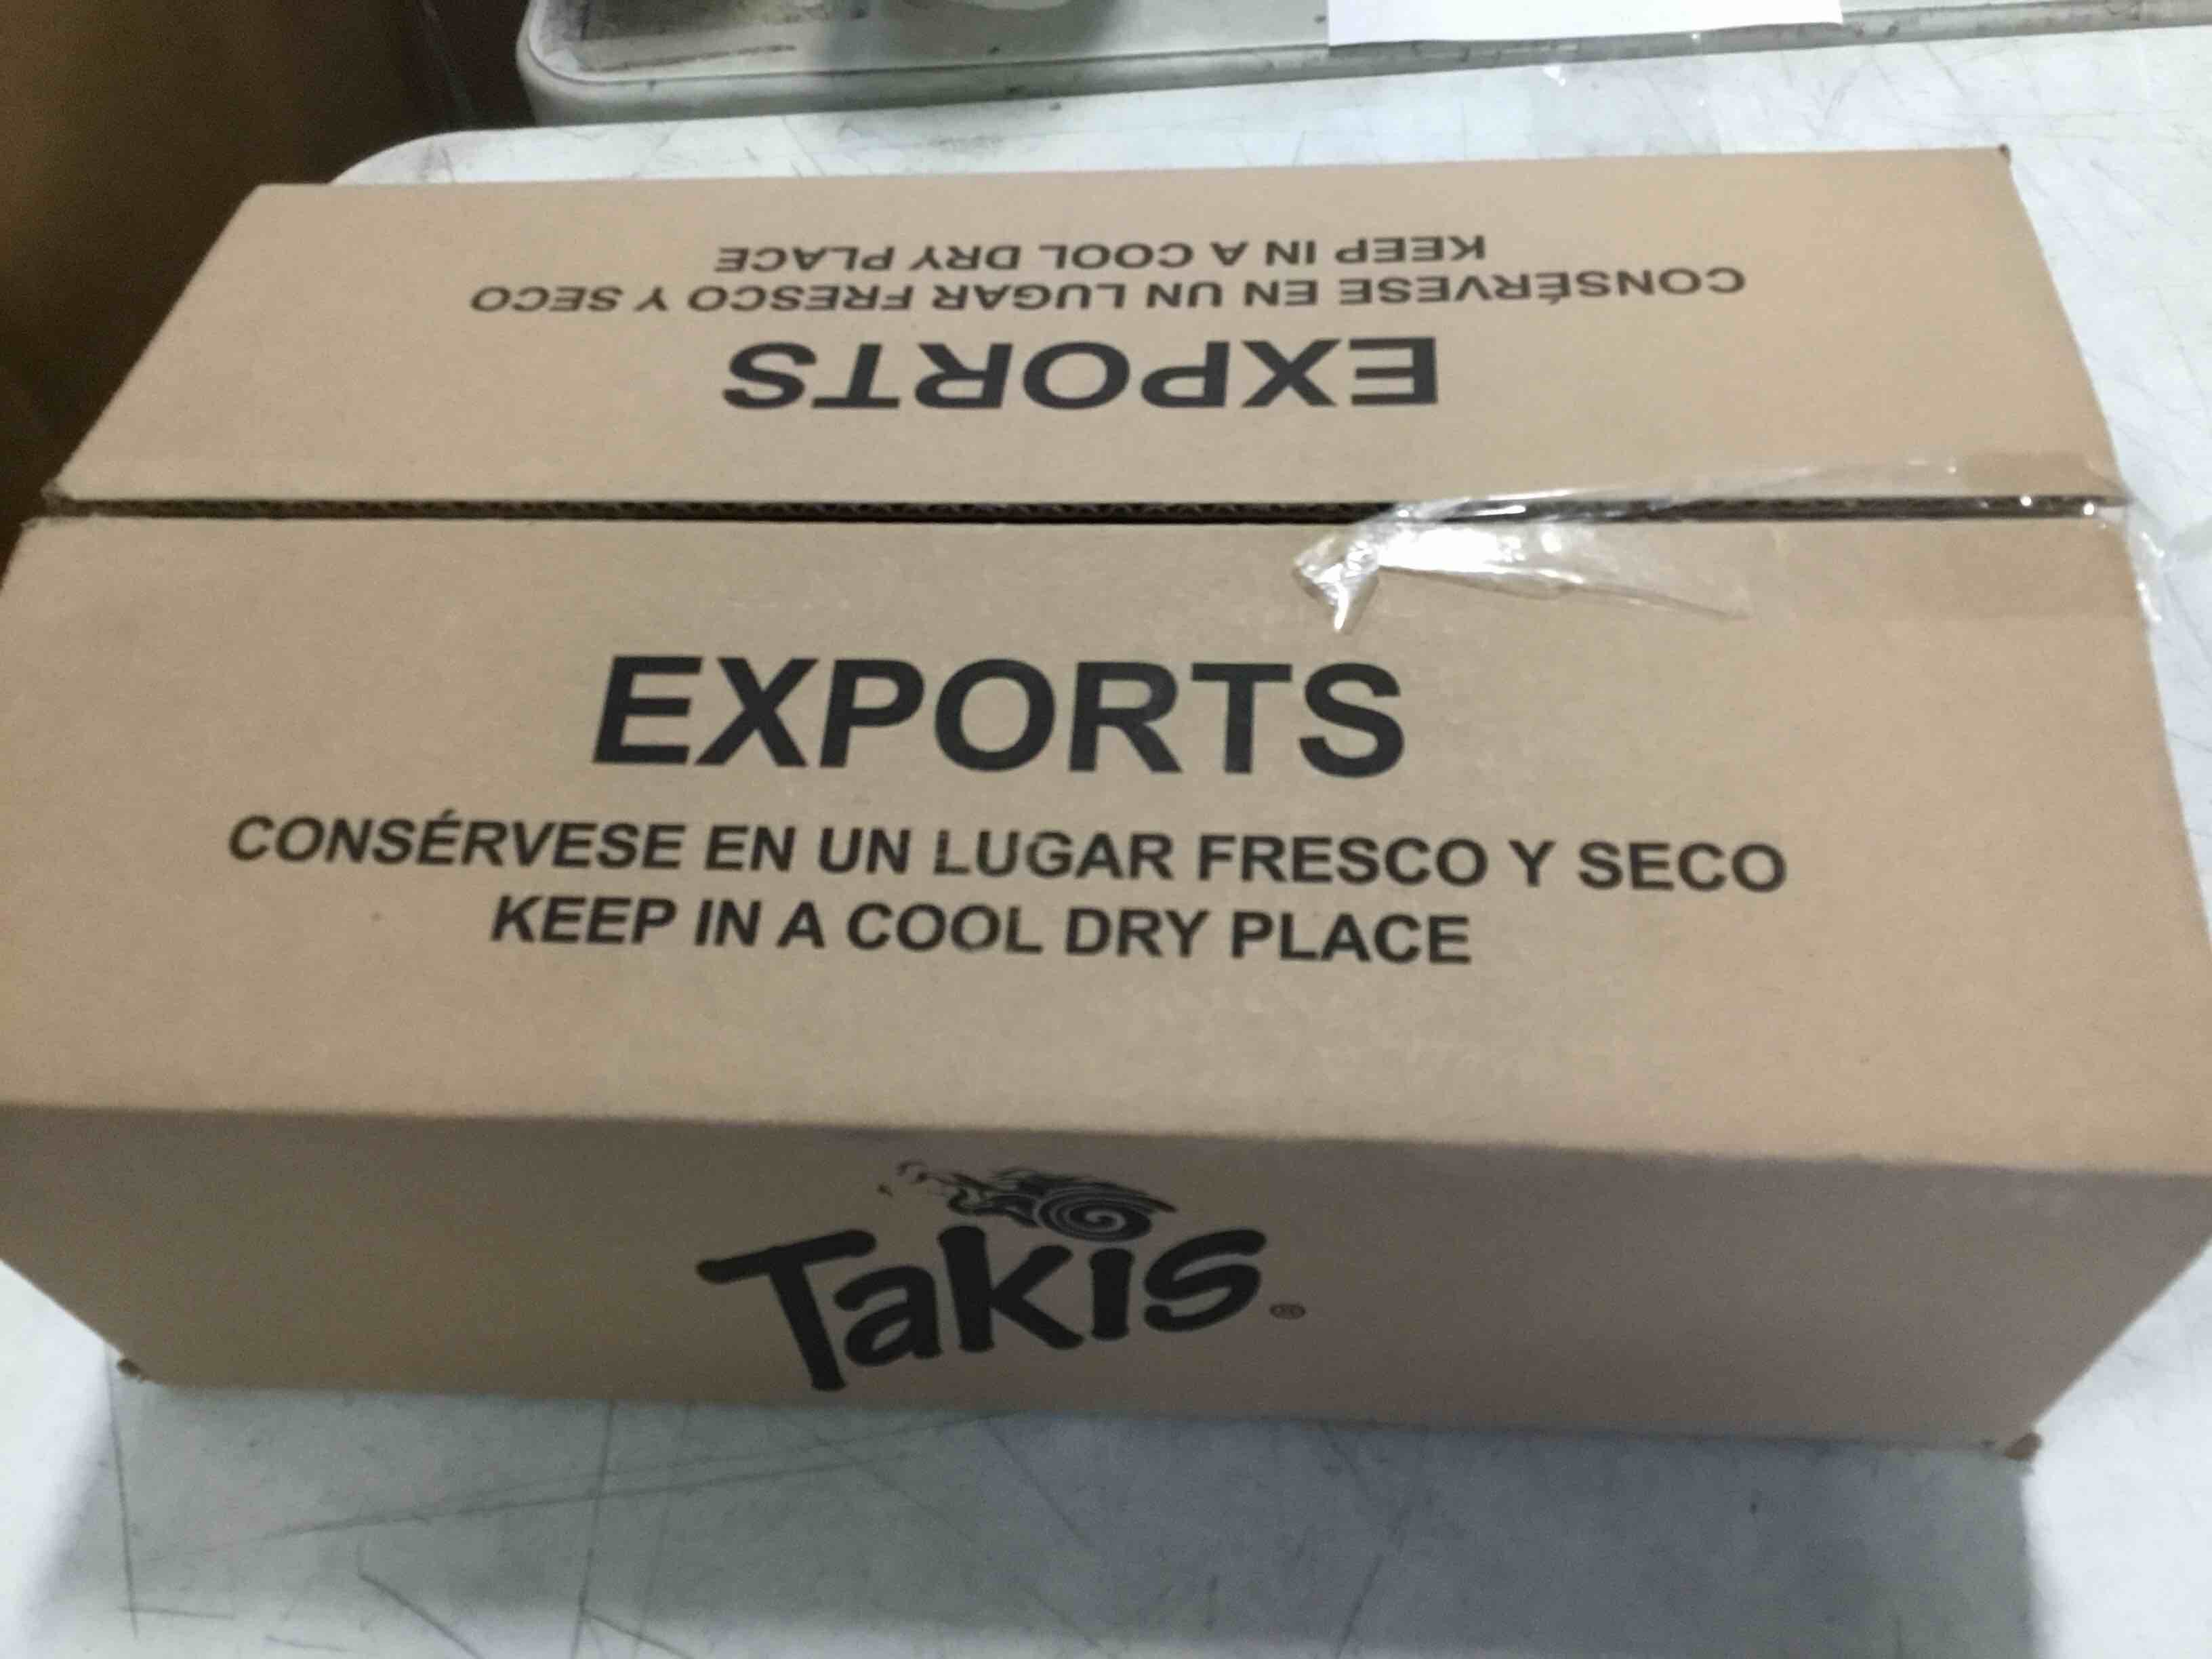 EXPORTS
CONSÉRVESE EN UN LUGAR FRESCO Y SECO
KEEP IN A COOL DRY PLACE
EXPORTS
CONSÉRVESE EN UN LUGAR FRESCO Y SECO
KEEP IN A COOL DRY PLACE
Takis®